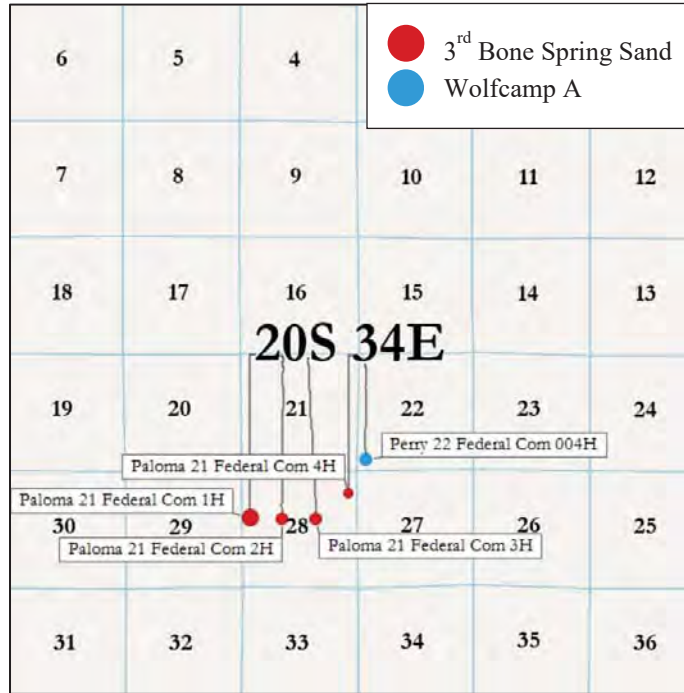 3rd Bone Spring Sand
Wolfcamp A
6 5 4
7 8 9 10 11 12
18 17 16 15 14 13
20S 34E
19 20 21 22 23 24
Perry 22 Federal Com 004H
Paloma 21 Federal Com 4H
Paloma 21 Federal Com 1H
30 29 28 27 26 25
Paloma 21 Federal Com 2H
Paloma 21 Federal Com 3H
31 32 33 34 35 36